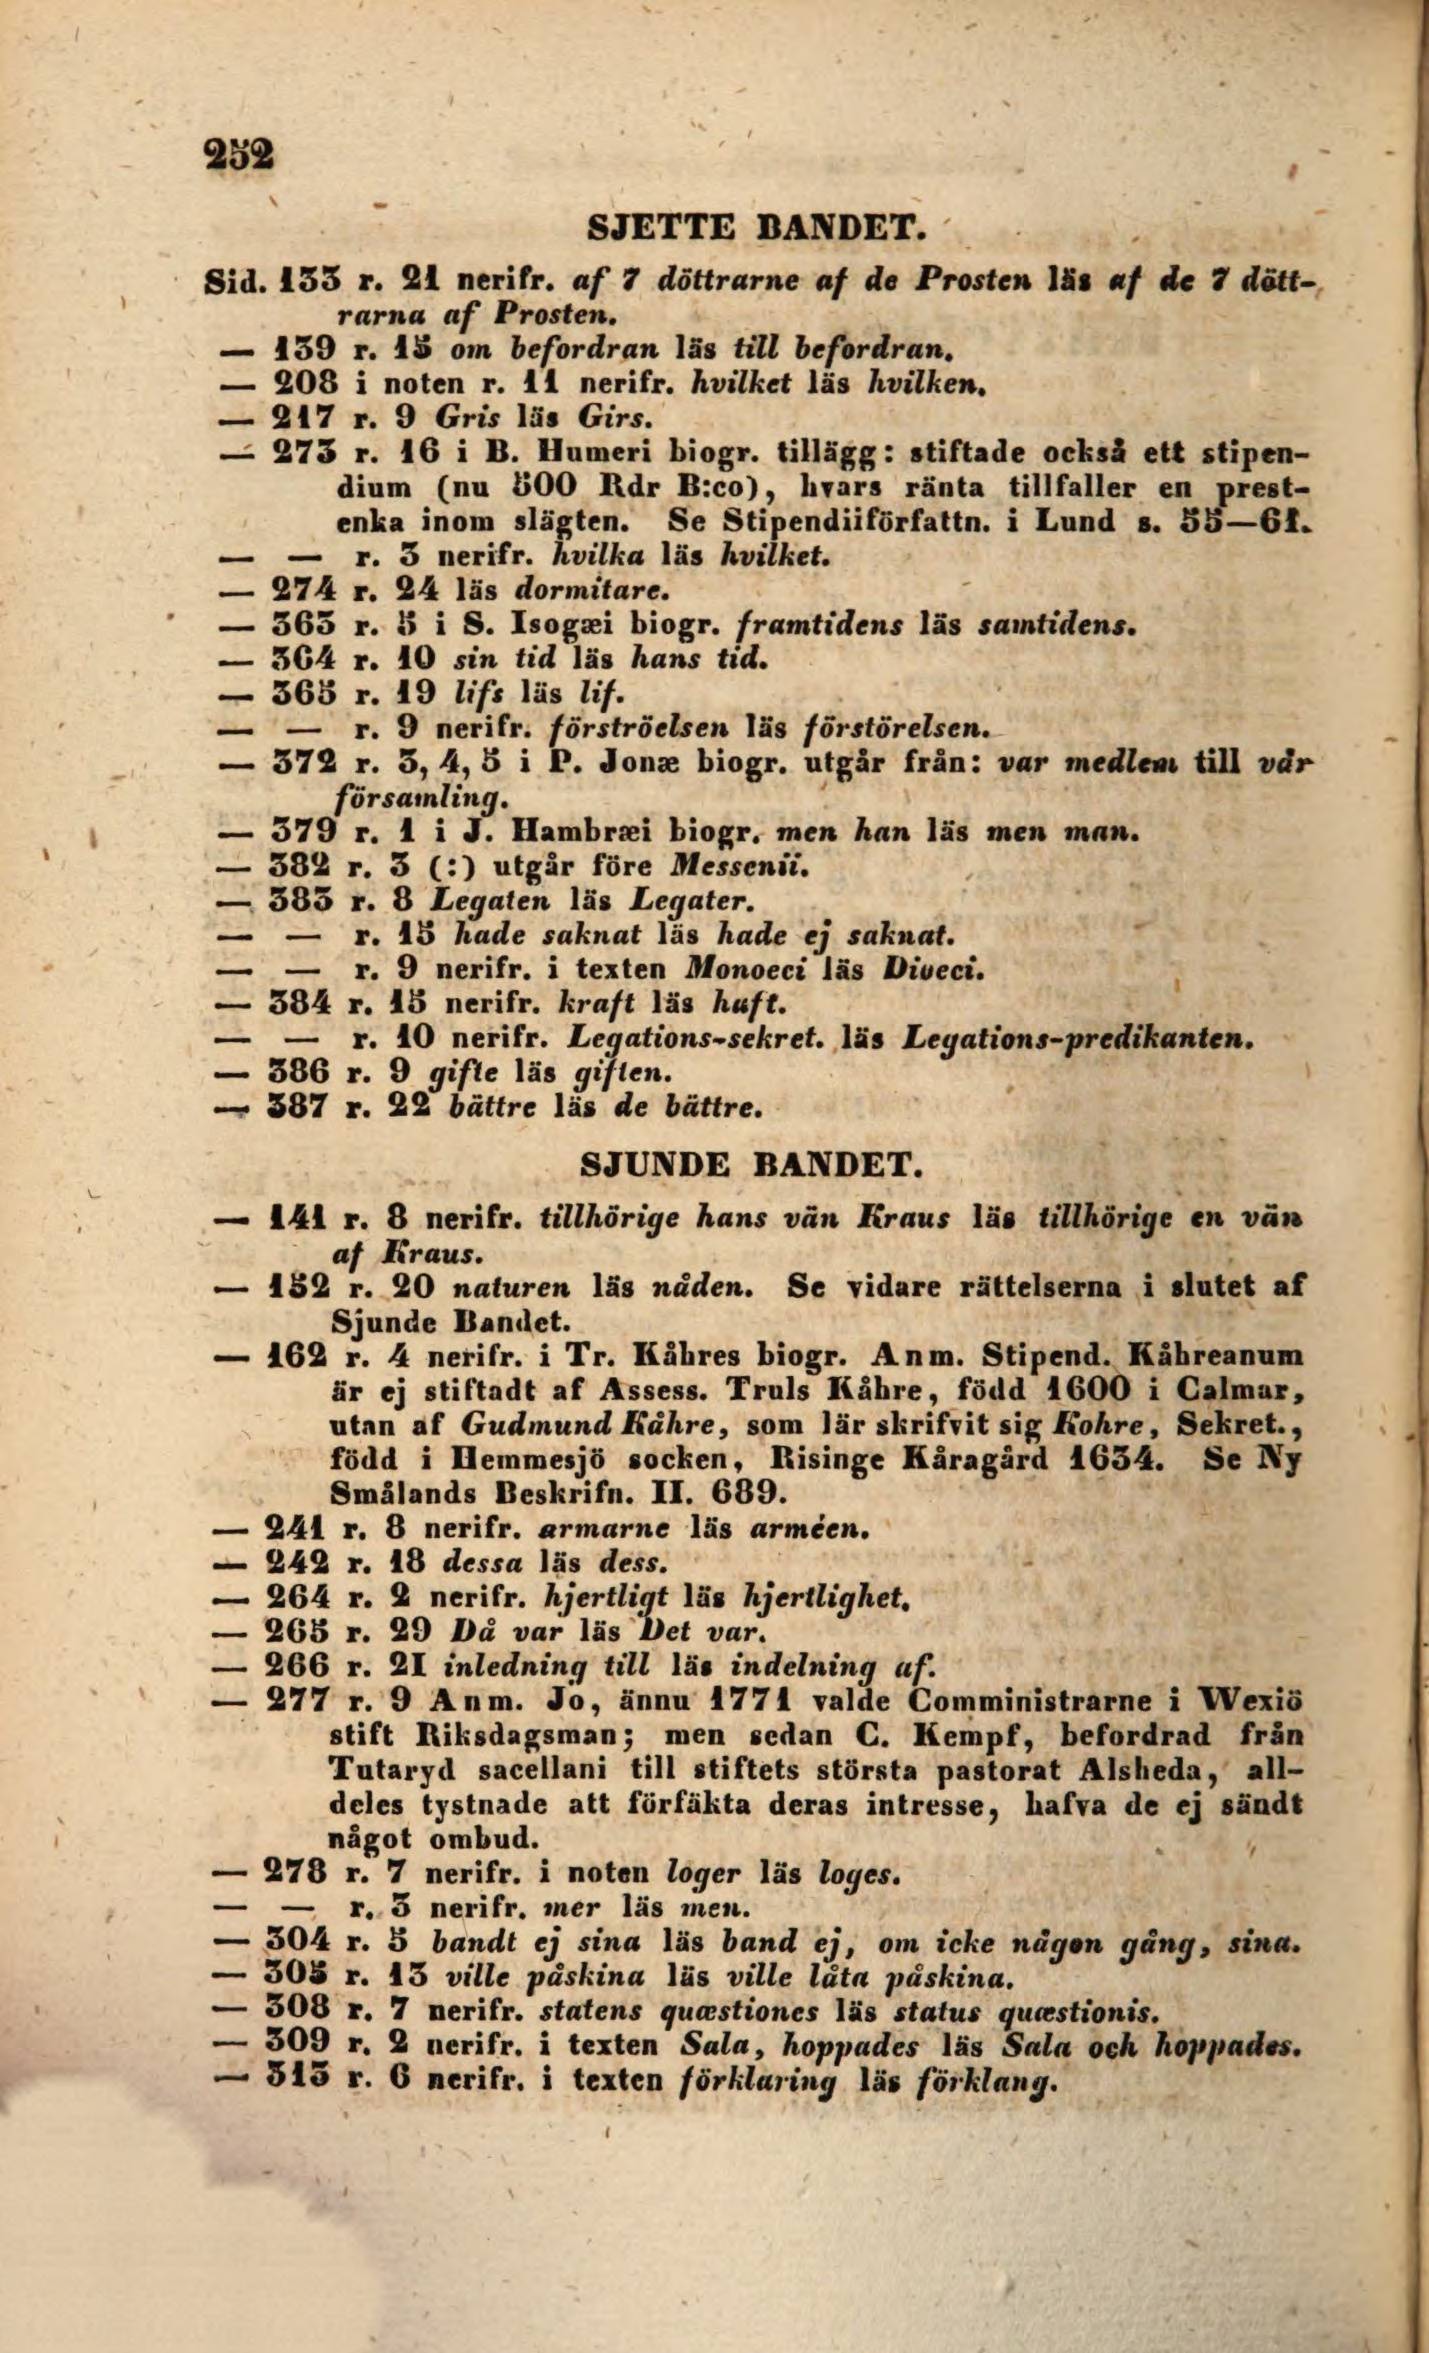 252
SJETTE BANDET.
Sid. 133 r. 21 nerifr. af 7 döttrarne af de Prosten läs af de 7 dött-
rarna af Prosten.
— 139 r. 15 om befordran läs till befordran.
— 208 i noten r. 11 nerifr. hvilket läs hvilken.
— 217 r. 9 Gris läs Girs.
— 273 r. 16 i B. Humeri biogr. tillägg: stiftade också ett stipen-
dium (nu 500 Rdr B:co), hvars ränta tillfaller en prest-
enka inom slägten. Se Stipendiiförfattn. i Lund s. 55—61.
— — r. 3 nerifr. hvilka läs hvilket.
— 274 r. 24 läs dormitare.
— 363 r. 5 i S. Isogæi biogr. framtidens läs samtidens.
— 364 r. 10 sin tid läs hans tid.
— 365 r. 19 lifs läs lif.
— — r. 9 nerifr. förströelsen läs förstörelsen.
— 372 r. 3, 4, 5 i P. Jonæ biogr. utgår från: var medlem till vår
församling.
— 379 r. 1 i J. Hambræi biogr. men han läs men man.
— 382 r. 3 (:) utgår före Messenii.
— 383 r. 8 Legaten läs Legater.
— — r. 15 hade saknat läs hade ej saknat.
— — r. 9 nerifr. i texten Monoeci läs Dioeci.
— 384 r. 15 nerifr. kraft läs haft.
— — r. 10 nerifr. Legations-sekret. läs Legations-predikanten.
— 386 r. 9 gifte läs giften.
— 387 r. 22 bättre läs de bättre.
SJUNDE BANDET.
— 141 r. 8 nerifr. tillhörige hans vän Kraus läs tillhörige en vän
af Kraus.
— 152 r. 20 naturen läs nåden. Se vidare rättelserna i slutet af
Sjunde Bandet.
— 162 r. 4 nerifr. i Tr. Kåhres biogr. Anm. Stipend. Kåhreanum
är ej stiftadt af Assess. Truls Kåhre, född 1600 i Calmar,
utan af Gudmund Kåhre, som lär skrifvit sig Kohre, Sekret.,
född i Hemmesjö socken, Risinge Kåragård 1634. Se Ny
Smålands Beskrifn. II. 689.
— 241 r. 8 nerifr. armarne läs arméen.
— 242 r. 18 dessa läs dess.
— 264 r. 2 nerifr. hjertligt läs hjertlighet.
— 265 r. 29 Då var läs Det var.
— 266 r. 21 inledning till läs indelning af.
— 277 r. 9 Anm. Jo, ännu 1771 valde Comministrarne i Wexiö
stift Riksdagsman; men sedan C. Kempf, befordrad från
Tutaryd sacellani till stiftets största pastorat Alsheda, all-
deles tystnade att förfäkta deras intresse, hafva de ej sändt
något ombud.
— 278 r. 7 nerifr. i noten loger läs loges.
— — r. 3 nerifr. mer läs men.
— 304 r. 5 bandt ej sina läs band ej, om icke någon gång, sina.
— 305 r. 13 ville påskina läs ville låta påskina.
— 308 r. 7 nerifr. statens quæstiones läs status quæstionis.
— 309 r. 2 nerifr. i texten Sala, hoppades läs Sala och hoppades.
— 313 r. 6 nerifr. i texten förklaring läs förklang.